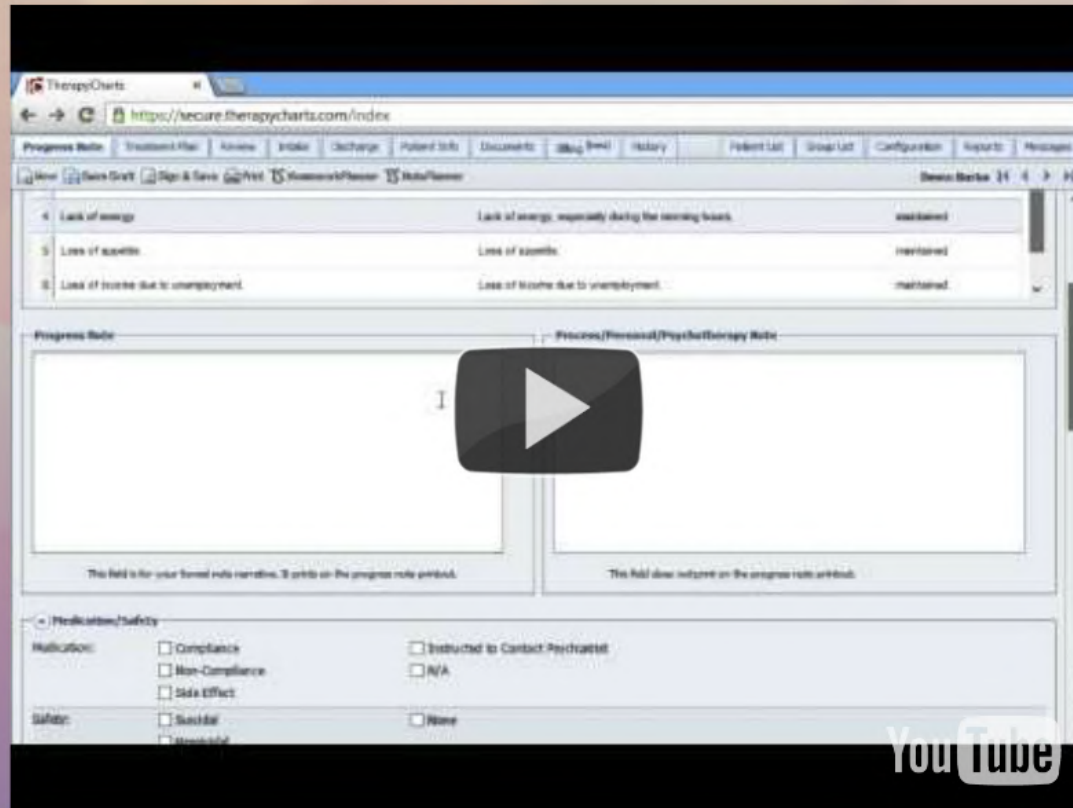 TherapyCharts
https://secure.therapycharts.com/index
Progress Note Treatment Plan Review Intake Discharge Patient Info Documents Billing History Patient List Group List Configuration Reports Messages
New Save Draft Sign & Save Print HomeworkPlanner NotePlanner
4 Lack of energy Lack of energy, especially during the morning hours. maintained
5 Loss of appetite. Loss of appetite. maintained
Loss of income due to unemployment. Loss of income due to unemployment. maintained
Progress Note Process/Personal/Psychotherapy Note
This field is for your formal note narrative. It prints on the progress note printout. This field does not print on the progress note printout.
Medication/Safety
Medication: Compliance Instructed to Contact Psychiatrist
Non-Compliance N/A
Side Effect
Safety: Suicidal None
Homicidal
YouTube